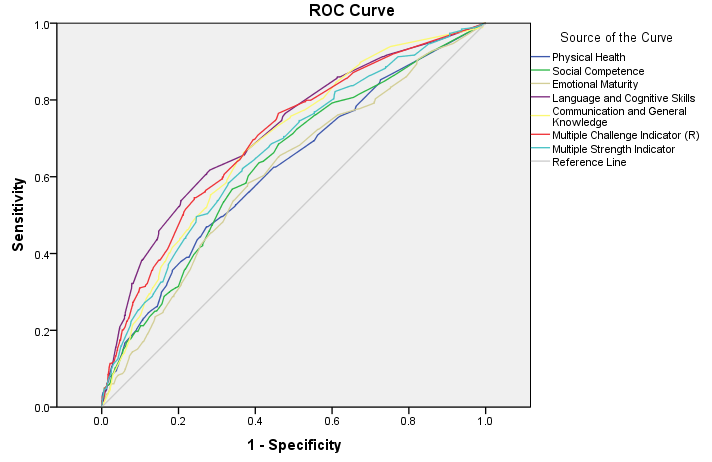 ROC Curve
Source of the Curve
Physical Health
Social Competence
Emotional Maturity
Language and Cognitive Skills
Communication and General
Knowledge
Multiple Challenge Indicator (R)
Multiple Strength Indicator
Reference Line
Sensitivity
1.0
0.8
0.6
0.4
0.2
0.0
0.0 0.2 0.4 0.6 0.8 1.0
1 - Specificity